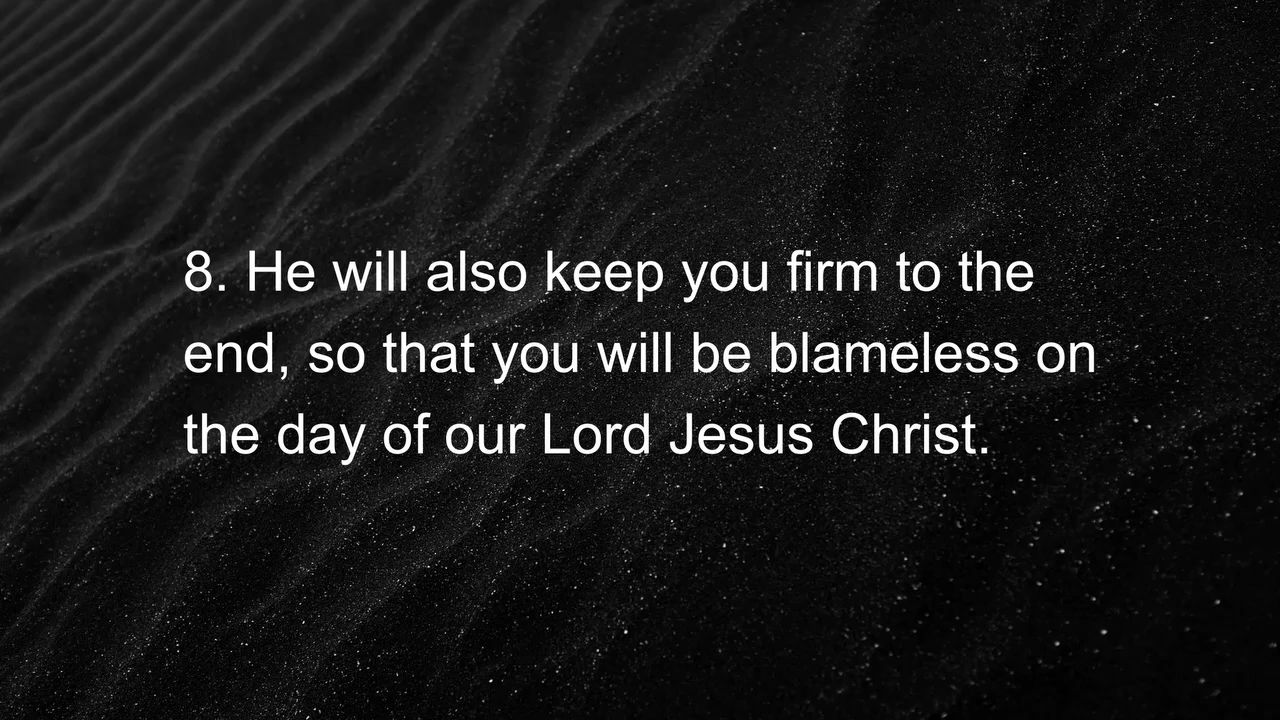 8. He will also keep you firm to the
end, so that you will be blameless on
the day of our Lord Jesus Christ.